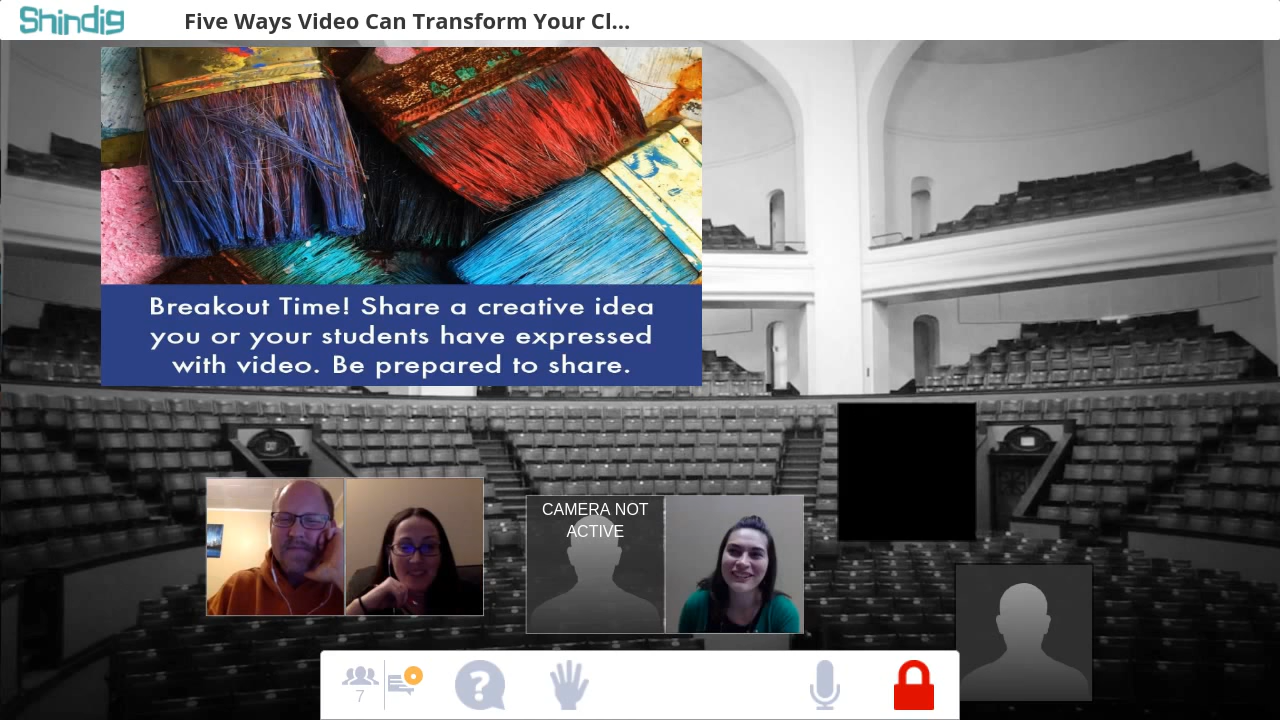 Shindig
Five Ways Video Can Transform Your Cl...
Breakout Time! Share a creative idea
you or your students have expressed
with video. Be prepared to share.
CAMERA NOT
ACTIVE
?
7